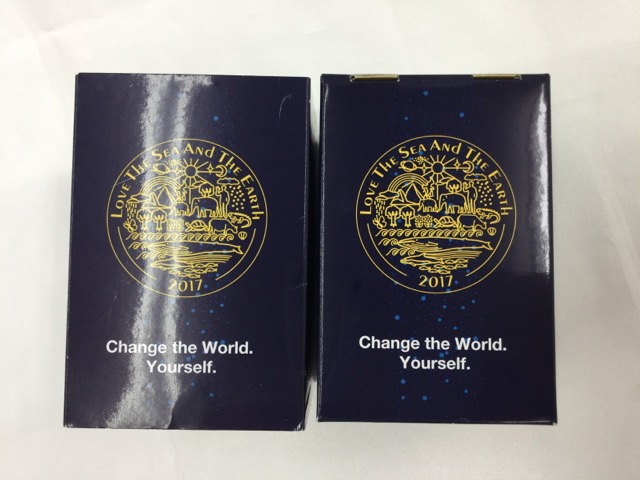 Love The Sea And The Earth
2017
Change the World.
Yourself.
Love The Sea And The Earth
2017
Change the World.
Yourself.